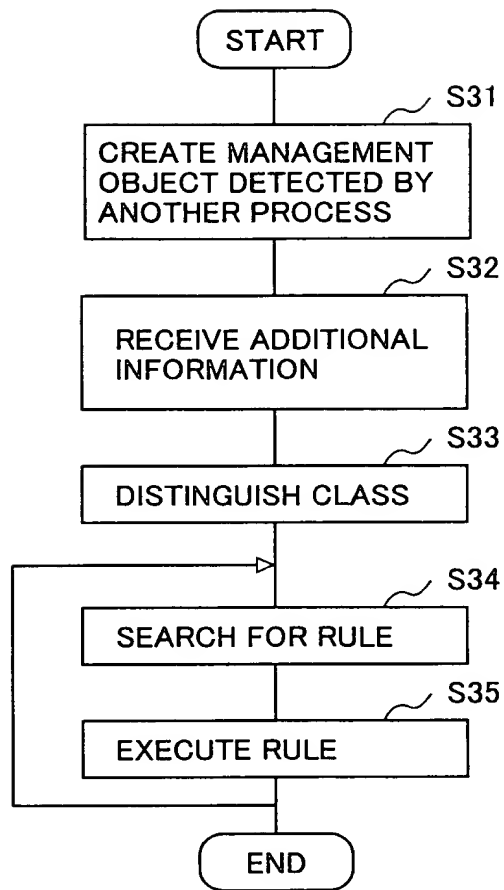 START
S31
CREATE MANAGEMENT
OBJECT DETECTED BY
ANOTHER PROCESS
S32
RECEIVE ADDITIONAL
INFORMATION
S33
DISTINGUISH CLASS
S34
SEARCH FOR RULE
S35
EXECUTE RULE
END